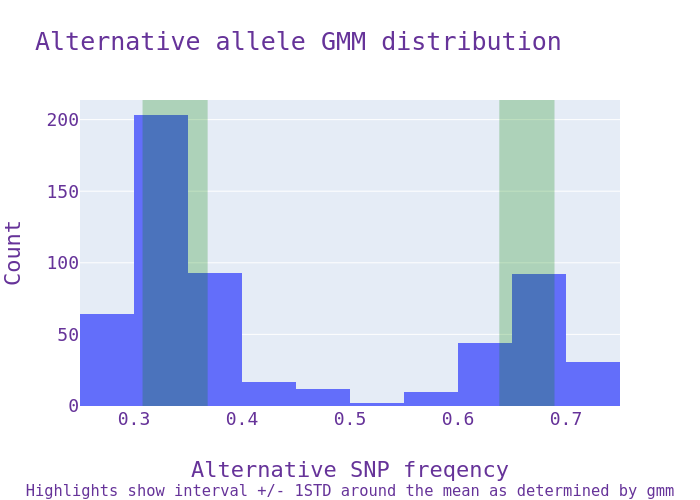 Alternative allele GMM distribution
200
150
100
50
0
Count
0.3 0.4 0.5 0.6 0.7
Alternative SNP freqency
Highlights show interval +/- 1STD around the mean as determined by gmm